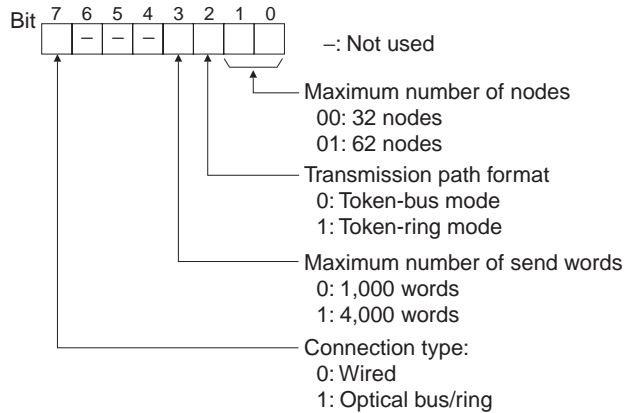 Bit 7 6 5 4 3 2 1 0
– – –
–: Not used
Maximum number of nodes
00: 32 nodes
01: 62 nodes
Transmission path format
0: Token-bus mode
1: Token-ring mode
Maximum number of send words
0: 1,000 words
1: 4,000 words
Connection type:
0: Wired
1: Optical bus/ring